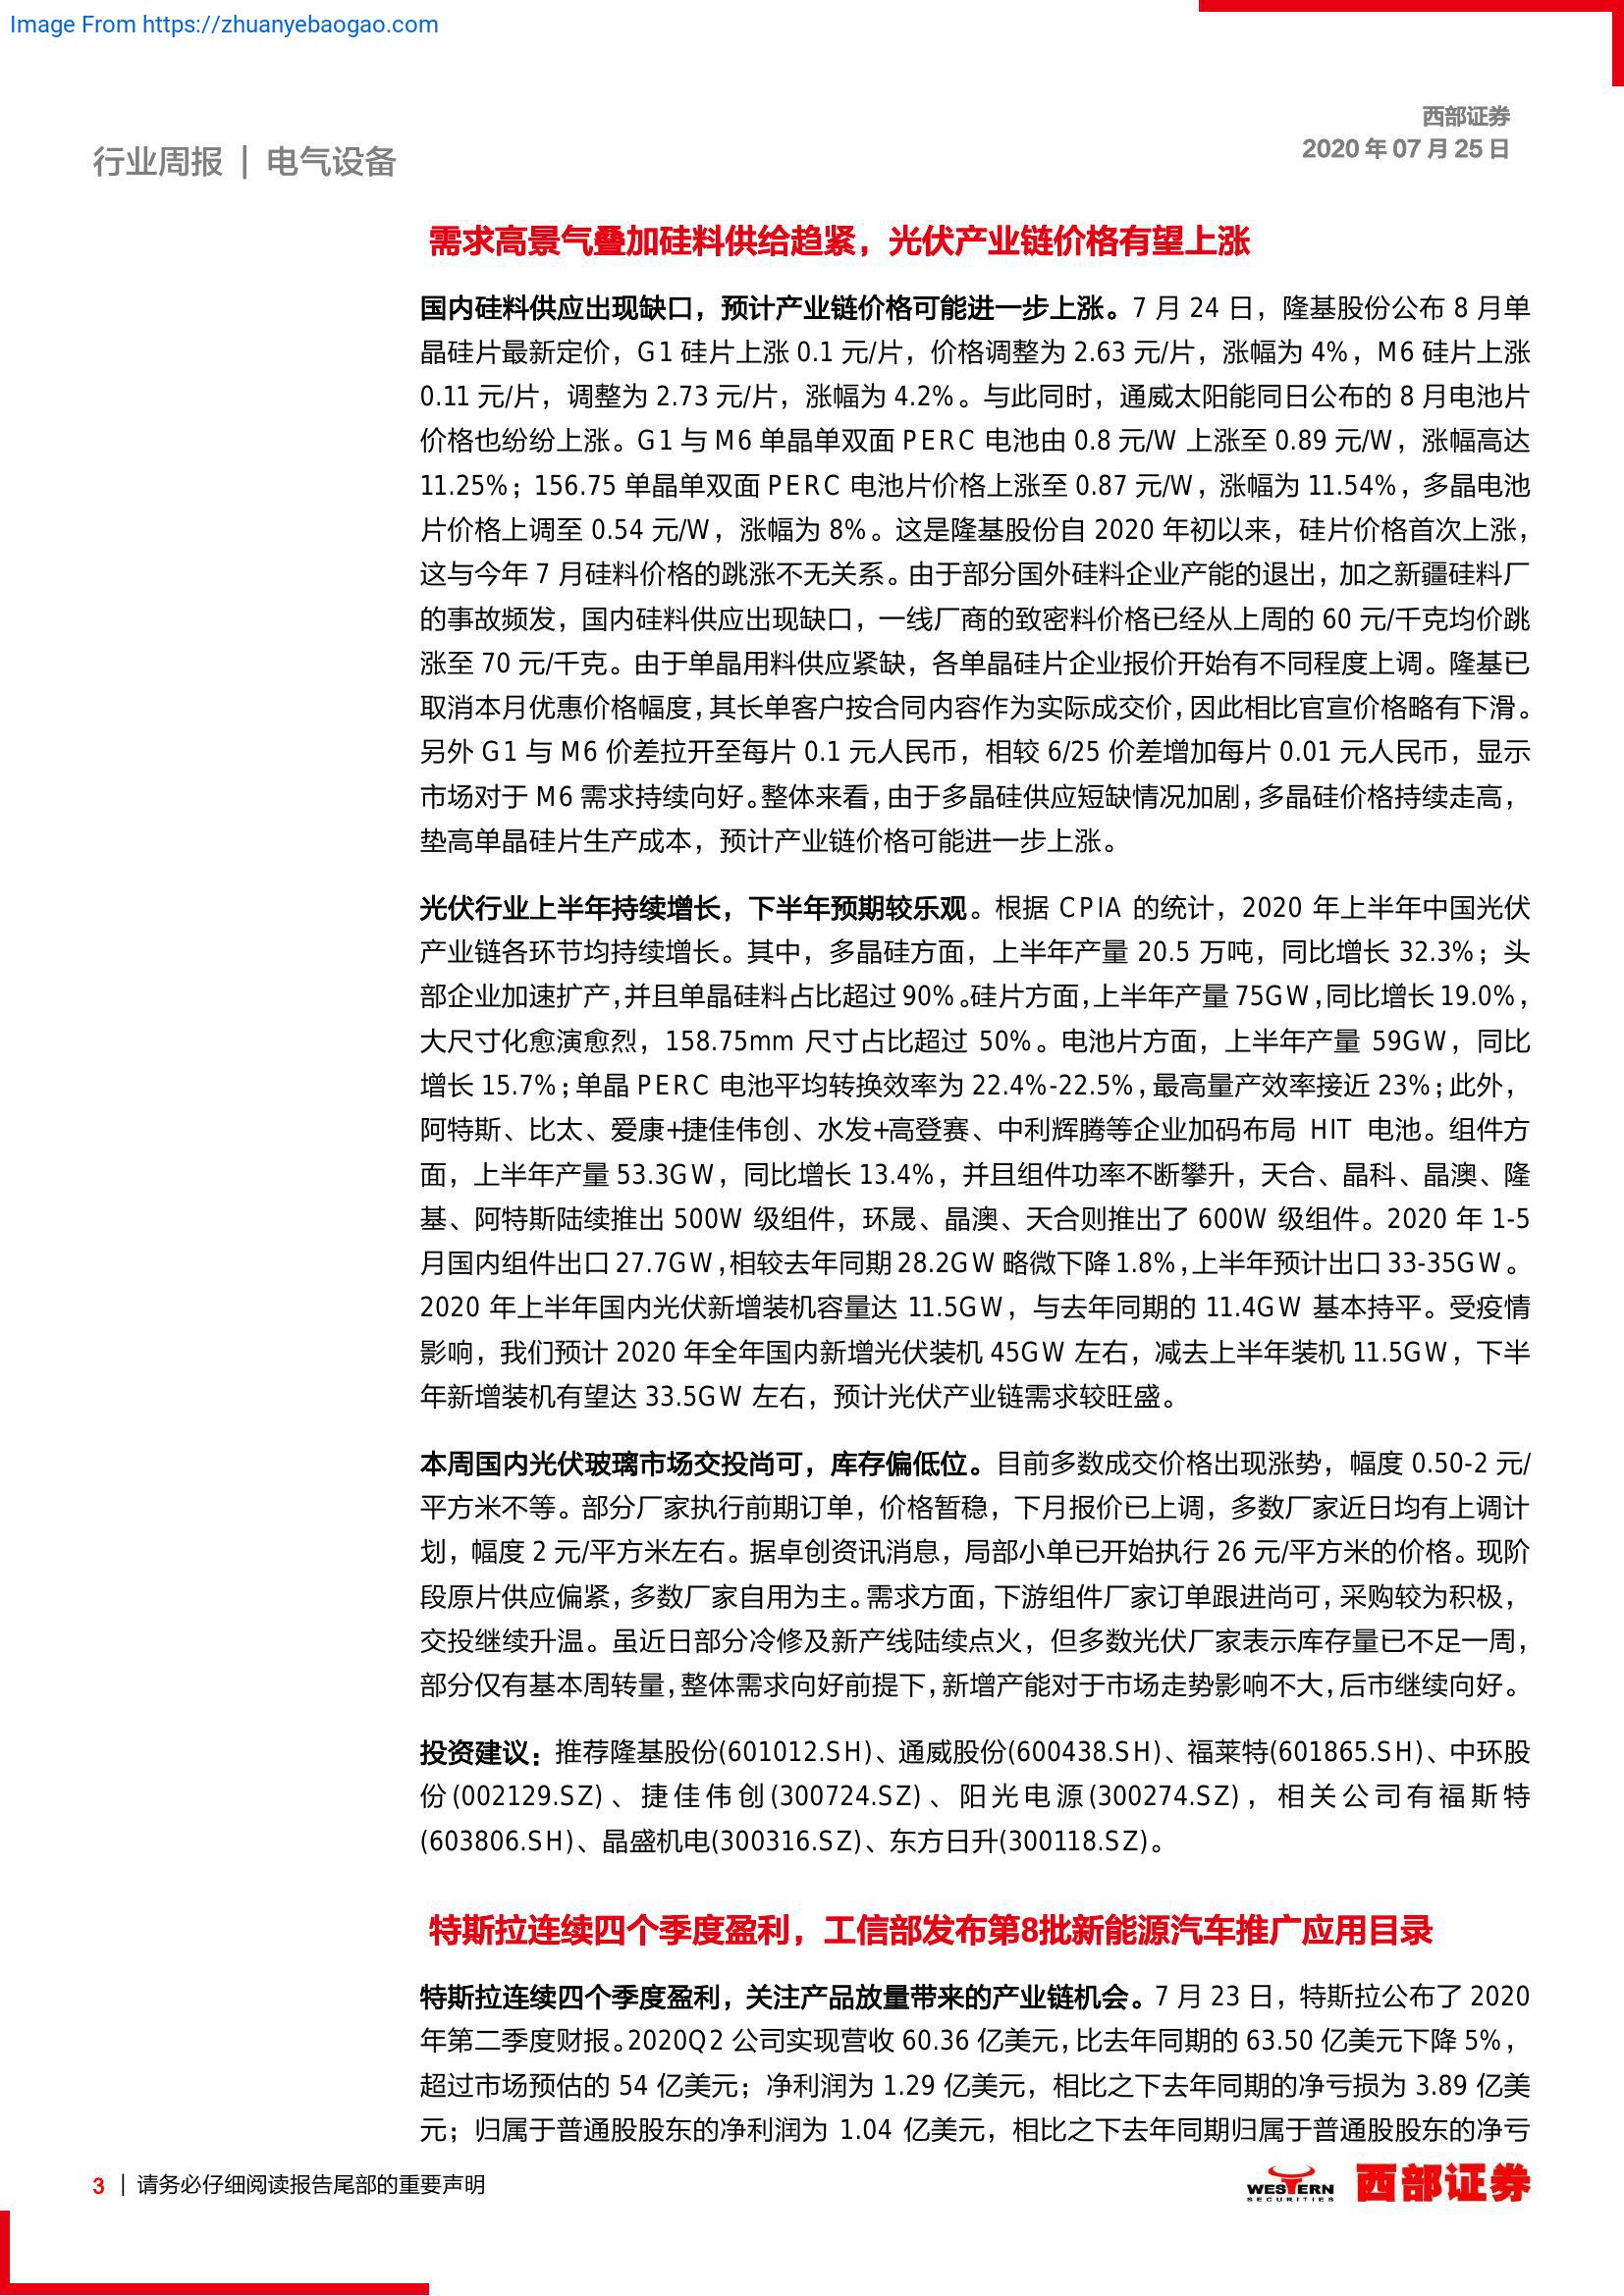 Image From https://zhuanyebaogao.com
西部证券
2020 年 07 月 25 日
行业周报 | 电气设备
需求高景气叠加硅料供给趋紧，光伏产业链价格有望上涨
国内硅料供应出现缺口，预计产业链价格可能进一步上涨。7 月 24 日，隆基股份公布 8 月单
晶硅片最新定价，G1 硅片上涨 0.1 元/片，价格调整为 2.63 元/片，涨幅为 4%，M6 硅片上涨
0.11 元/片，调整为 2.73 元/片，涨幅为 4.2%。与此同时，通威太阳能同日公布的 8 月电池片
价格也纷纷上涨。G1 与 M6 单晶单双面 PERC 电池由 0.8 元/W 上涨至 0.89 元/W，涨幅高达
11.25%；156.75 单晶单双面 PERC 电池片价格上涨至 0.87 元/W，涨幅为 11.54%，多晶电池
片价格上调至 0.54 元/W，涨幅为 8%。这是隆基股份自 2020 年初以来，硅片价格首次上涨，
这与今年 7 月硅料价格的跳涨不无关系。由于部分国外硅料企业产能的退出，加之新疆硅料厂
的事故频发，国内硅料供应出现缺口，一线厂商的致密料价格已经从上周的 60 元/千克均价跳
涨至 70 元/千克。由于单晶用料供应紧缺，各单晶硅片企业报价开始有不同程度上调。隆基已
取消本月优惠价格幅度，其长单客户按合同内容作为实际成交价，因此相比官宣价格略有下滑。
另外 G1 与 M6 价差拉开至每片 0.1 元人民币，相较 6/25 价差增加每片 0.01 元人民币，显示
市场对于 M6 需求持续向好。整体来看，由于多晶硅供应短缺情况加剧，多晶硅价格持续走高，
垫高单晶硅片生产成本，预计产业链价格可能进一步上涨。
光伏行业上半年持续增长，下半年预期较乐观。根据 CPIA 的统计，2020 年上半年中国光伏
产业链各环节均持续增长。其中，多晶硅方面，上半年产量 20.5 万吨，同比增长 32.3%；头
部企业加速扩产，并且单晶硅料占比超过 90%。硅片方面，上半年产量 75GW，同比增长 19.0%，
大尺寸化愈演愈烈，158.75mm 尺寸占比超过 50%。电池片方面，上半年产量 59GW，同比
增长 15.7%；单晶 PERC 电池平均转换效率为 22.4%-22.5%，最高量产效率接近 23%；此外，
阿特斯、比太、爱康+捷佳伟创、水发+高登赛、中利辉腾等企业加码布局 HIT 电池。组件方
面，上半年产量 53.3GW，同比增长 13.4%，并且组件功率不断攀升，天合、晶科、晶澳、隆
基、阿特斯陆续推出 500W 级组件，环晟、晶澳、天合则推出了 600W 级组件。2020 年 1-5
月国内组件出口 27.7GW，相较去年同期 28.2GW 略微下降 1.8%，上半年预计出口 33-35GW。
2020 年上半年国内光伏新增装机容量达 11.5GW，与去年同期的 11.4GW 基本持平。受疫情
影响，我们预计 2020 年全年国内新增光伏装机 45GW 左右，减去上半年装机 11.5GW，下半
年新增装机有望达 33.5GW 左右，预计光伏产业链需求较旺盛。
本周国内光伏玻璃市场交投尚可，库存偏低位。目前多数成交价格出现涨势，幅度 0.50-2 元/
平方米不等。部分厂家执行前期订单，价格暂稳，下月报价已上调，多数厂家近日均有上调计
划，幅度 2 元/平方米左右。据卓创资讯消息，局部小单已开始执行 26 元/平方米的价格。现阶
段原片供应偏紧，多数厂家自用为主。需求方面，下游组件厂家订单跟进尚可，采购较为积极，
交投继续升温。虽近日部分冷修及新产线陆续点火，但多数光伏厂家表示库存量已不足一周，
部分仅有基本周转量，整体需求向好前提下，新增产能对于市场走势影响不大，后市继续向好。
投资建议：推荐隆基股份(601012.SH)、通威股份(600438.SH)、福莱特(601865.SH)、中环股
份(002129.SZ)、捷佳伟创(300724.SZ)、阳光电源(300274.SZ)，相关公司有福斯特
(603806.SH)、晶盛机电(300316.SZ)、东方日升(300118.SZ)。
特斯拉连续四个季度盈利，工信部发布第8批新能源汽车推广应用目录
特斯拉连续四个季度盈利，关注产品放量带来的产业链机会。7 月 23 日，特斯拉公布了 2020
年第二季度财报。2020Q2 公司实现营收 60.36 亿美元，比去年同期的 63.50 亿美元下降 5%，
超过市场预估的 54 亿美元；净利润为 1.29 亿美元，相比之下去年同期的净亏损为 3.89 亿美
元；归属于普通股股东的净利润为 1.04 亿美元，相比之下去年同期归属于普通股股东的净亏
3 | 请务必仔细阅读报告尾部的重要声明
WESTERN
SECURITIES
西部证券